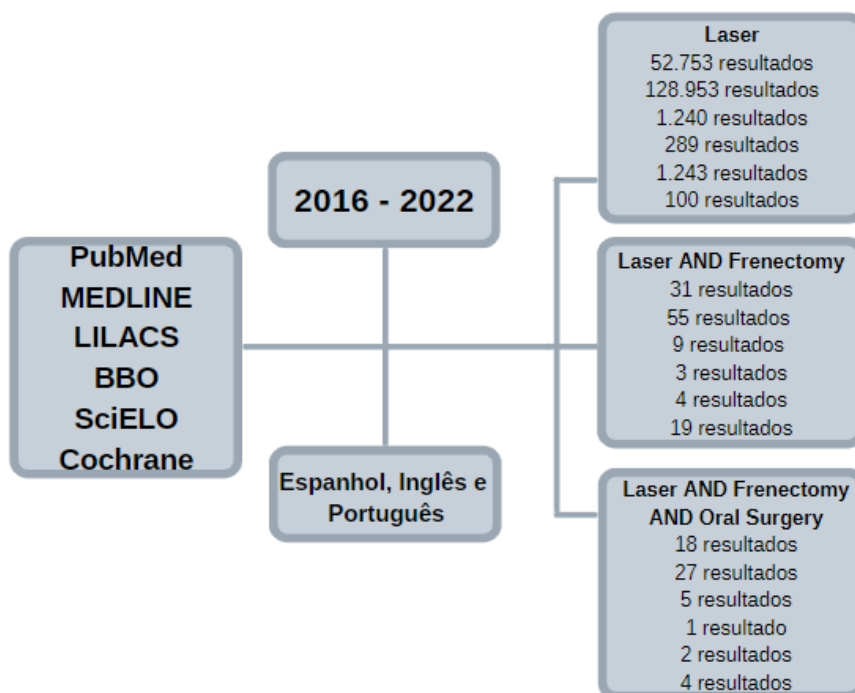 PubMed
MEDLINE
LILACS
BBO
SciELO
Cochrane
2016 - 2022
Espanhol, Inglês e
Português
Laser
52.753 resultados
128.953 resultados
1.240 resultados
289 resultados
1.243 resultados
100 resultados
Laser AND Frenectomy
31 resultados
55 resultados
9 resultados
3 resultados
4 resultados
19 resultados
Laser AND Frenectomy
AND Oral Surgery
18 resultados
27 resultados
5 resultados
1 resultado
2 resultados
4 resultados